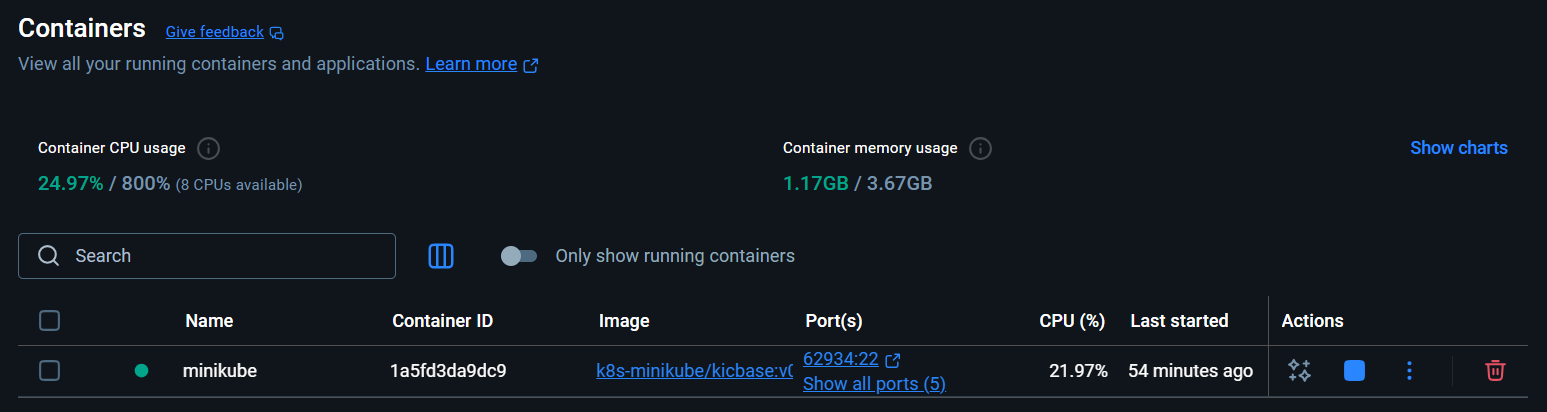 Containers Give feedback
View all your running containers and applications. Learn more
Container CPU usage
24.97% / 800% (8 CPUs available)
Container memory usage
1.17GB / 3.67GB
Show charts
Search
Only show running containers
Name Container ID Image Port(s) CPU (%) Last started Actions
minikube 1a5fd3da9dc9 k8s-minikube/kicbase:v0 62934:22 21.97% 54 minutes ago
Show all ports (5)